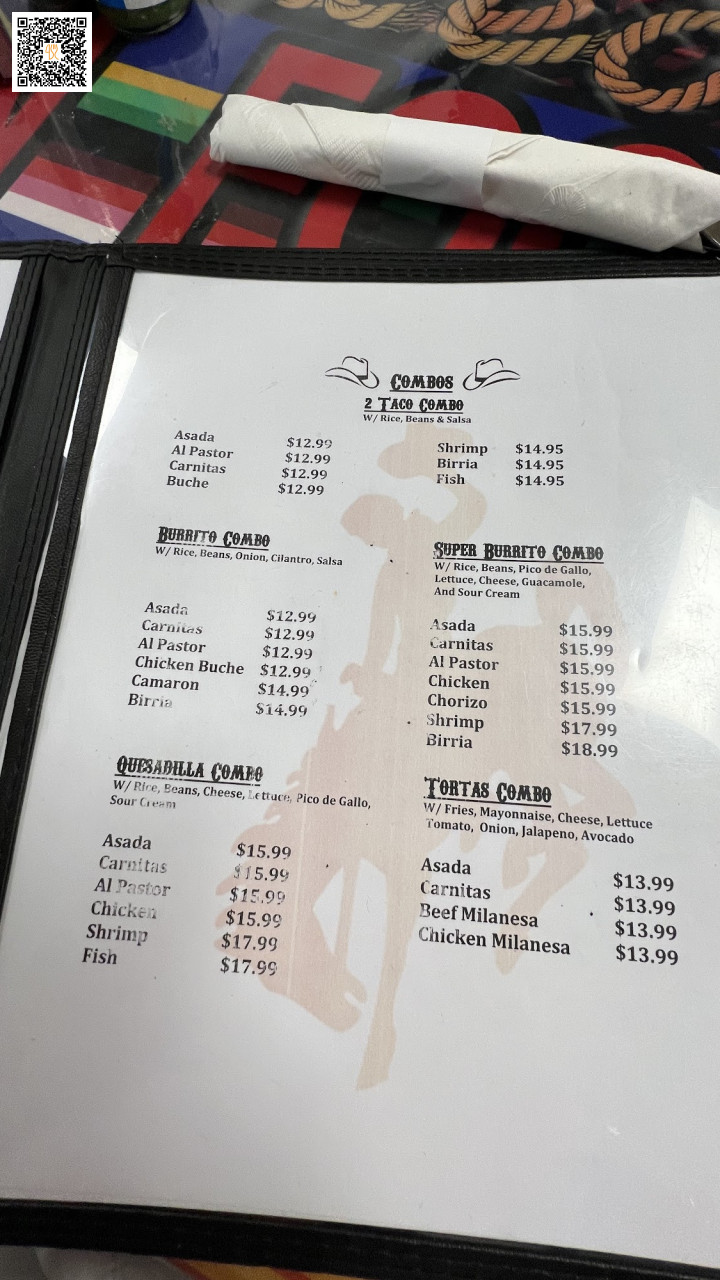 COMBOS
2 TACO COMBO
W/ Rice, Beans & Salsa
Asada $12.99
Al Pastor $12.99
Carnitas $12.99
Buche $12.99
Shrimp $14.95
Birria $14.95
Fish $14.95
BURRITO COMBO
W/ Rice, Beans, Onion, Cilantro, Salsa
Asada $12.99
Carnitas $12.99
Al Pastor $12.99
Chicken Buche $12.99
Camaron $14.99
Birria $14.99
SUPER BURRITO COMBO
W/ Rice, Beans, Pico de Gallo,
Lettuce, Cheese, Guacamole,
And Sour Cream
Asada $15.99
Carnitas $15.99
Al Pastor $15.99
Chicken $15.99
Chorizo $15.99
Shrimp $17.99
Birria $18.99
QUESADILLA COMBO
W/ Rice, Beans, Cheese, Lettuce, Pico de Gallo,
Sour Cream
Asada $15.99
Carnitas $15.99
Al Pastor $15.99
Chicken $15.99
Shrimp $17.99
Fish $17.99
TORTAS COMBO
W/ Fries, Mayonnaise, Cheese, Lettuce
Tomato, Onion, Jalapeno, Avocado
Asada $13.99
Carnitas $13.99
Beef Milanesa $13.99
Chicken Milanesa $13.99